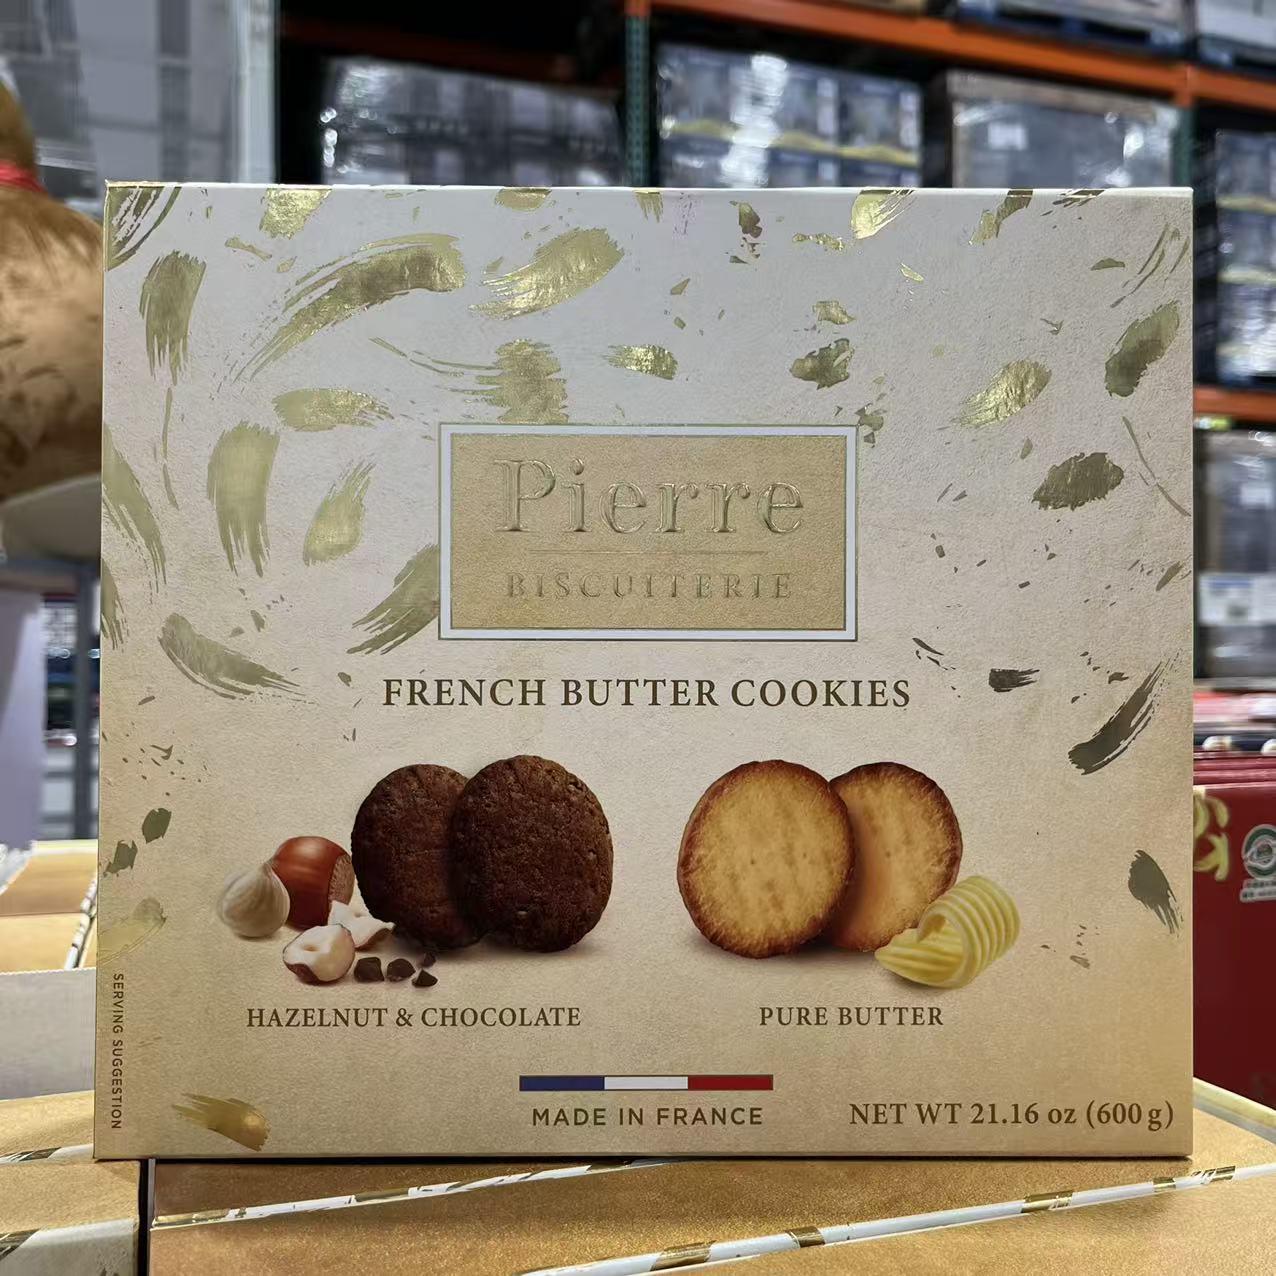 Pierre
BISCUITERIE
FRENCH BUTTER COOKIES
HAZELNUT & CHOCOLATE
PURE BUTTER
SERVING SUGGESTION
MADE IN FRANCE
NET WT 21.16 oz (600 g)